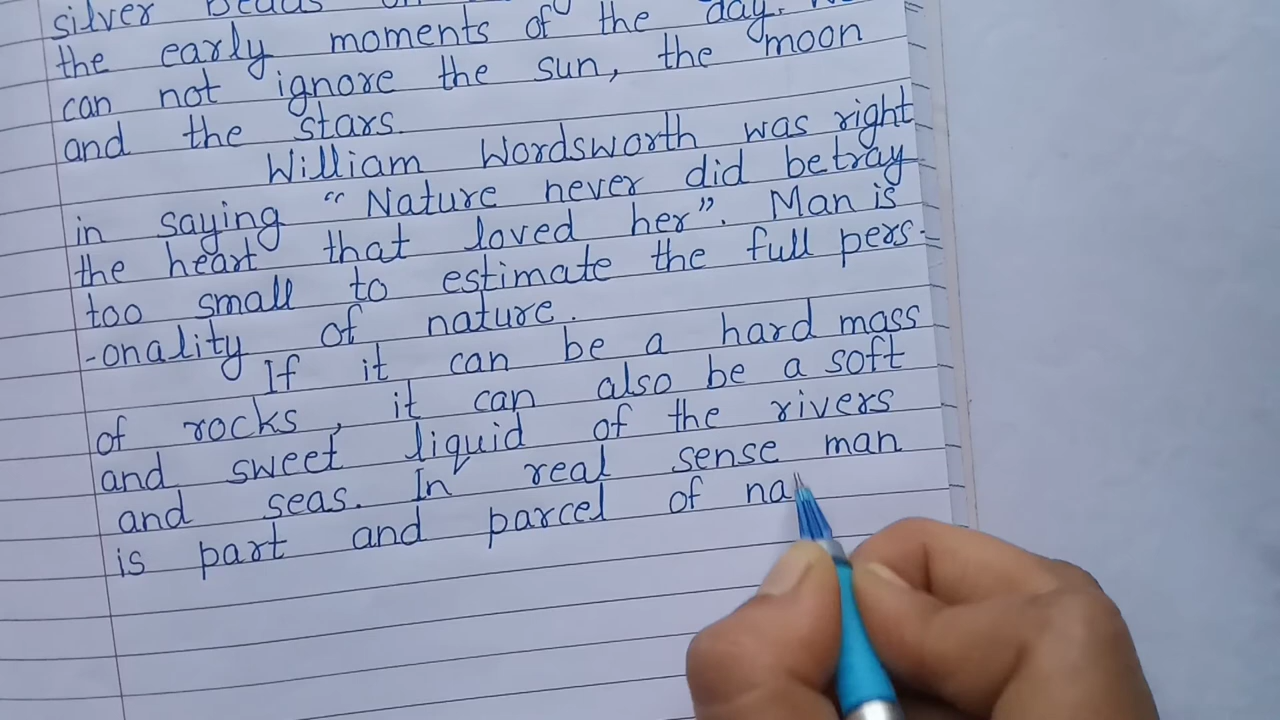 silver beads
the early moments of the day.
can not ignore the sun, the moon
and the stars.
William Wordsworth was right
in saying “Nature never did betray
the heart that loved her”. Man is
too small to estimate the full pers-
-onality of nature.
If it can be a hard mass
of rocks, it can also be a soft
and sweet liquid of the rivers
and seas. In real sense man
is part and parcel of na